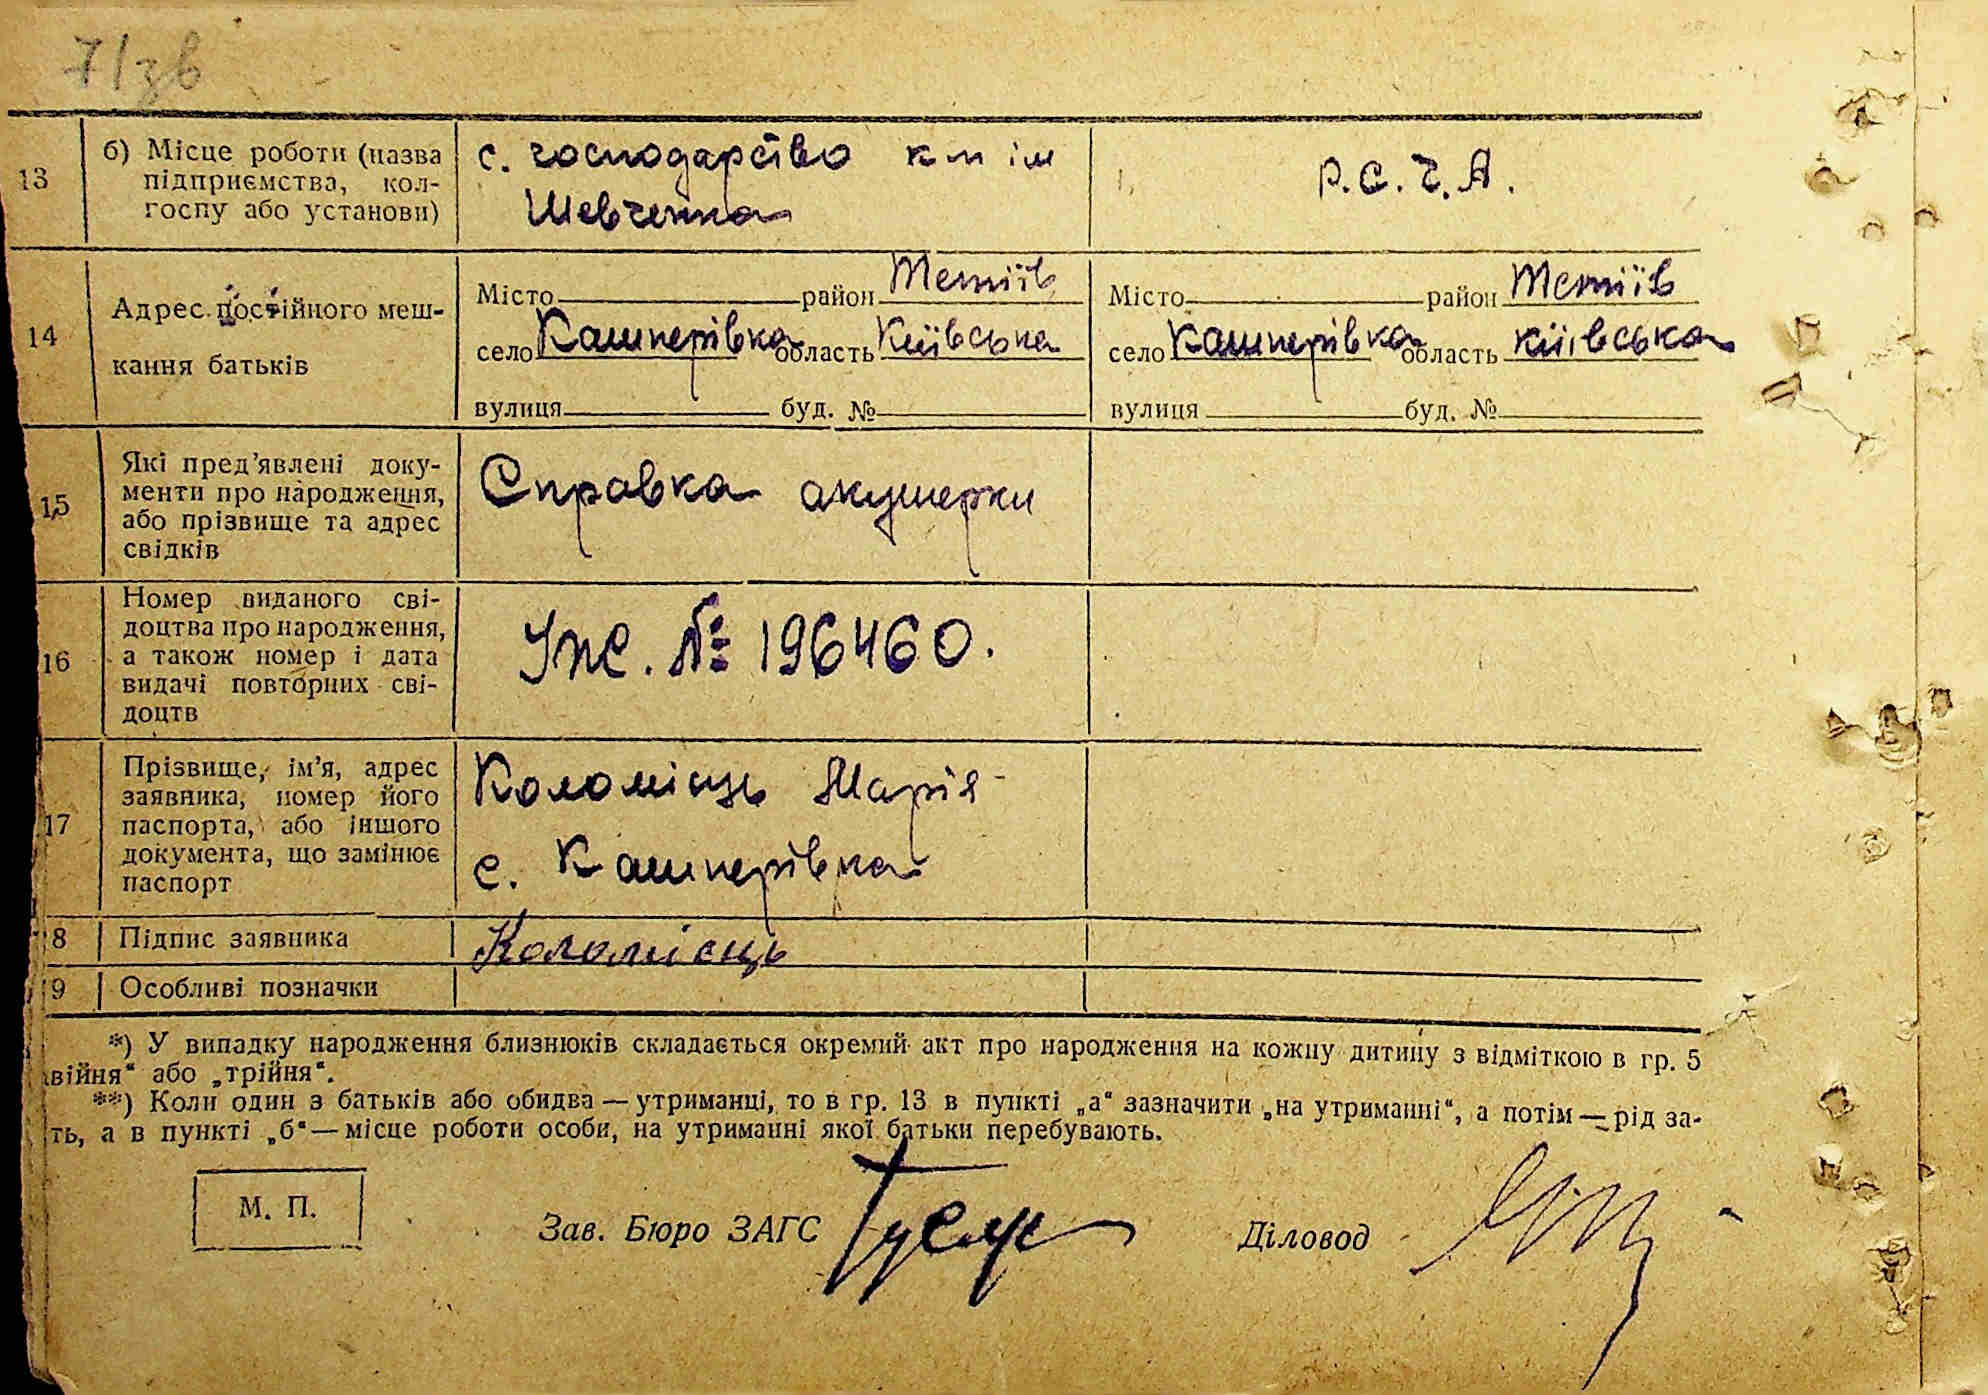 71зв
13
б) Місце роботи (назва
підприємства, кол-
госпу або установи)
с. господарство к-п ім
Шевченка
Р.С.Ч.А.
14
Адрес постійного меш-
кання батьків
Місто район Тетіїв
село Кашперівка область Київська
вулиця буд. №
Місто район Тетіїв
село Кашперівка область Київська
вулиця буд. №
15
Які пред’явлені доку-
менти про народження,
або прізвище та адрес
свідків
Справка акушерки
16
Номер виданого сві-
доцтва про народження,
а також номер і дата
видачі повторних сві-
доцтв
УЖ. № 196460.
17
Прізвище, ім’я, адрес
заявника, номер його
паспорта, або іншого
документа, що замінює
паспорт
Коломієць Марія
с. Кашперівка
8
Підпис заявника
Коломієць
9
Особливі позначки
*) У випадку народження близнюків складається окремий акт про народження на кожну дитину з відміткою в гр. 5
війня“ або „трійня“.
**) Коли один з батьків або обидва — утриманці, то в гр. 13 в пункті „а“ зазначити „на утриманні“, а потім — рід за-
ть, а в пункті „б“ — місце роботи особи, на утриманні якої батьки перебувають.
М. П.
Зав. Бюро ЗАГС
Діловод